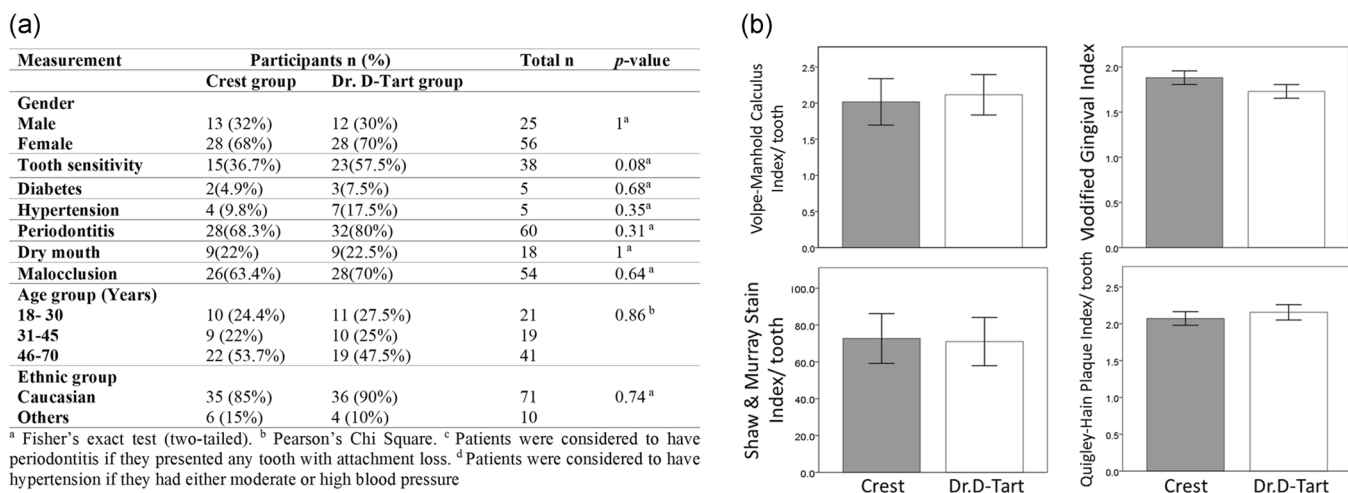 (a)
Measurement Participants n (%) Total n p-value
Crest group Dr. D-Tart group
Gender
Male 13 (32%) 12 (30%) 25 1ᵃ
Female 28 (68%) 28 (70%) 56
Tooth sensitivity 15(36.7%) 23(57.5%) 38 0.08ᵃ
Diabetes 2(4.9%) 3(7.5%) 5 0.68ᵃ
Hypertension 4 (9.8%) 7(17.5%) 5 0.35ᵃ
Periodontitis 28(68.3%) 32(80%) 60 0.31 ᵃ
Dry mouth 9(22%) 9(22.5%) 18 1 ᵃ
Malocclusion 26(63.4%) 28(70%) 54 0.64 ᵃ
Age group (Years)
18- 30 10 (24.4%) 11 (27.5%) 21 0.86 ᵇ
31-45 9 (22%) 10 (25%) 19
46-70 22 (53.7%) 19 (47.5%) 41
Ethnic group
Caucasian 35 (85%) 36 (90%) 71 0.74 ᵃ
Others 6 (15%) 4 (10%) 10
ᵃ Fisher’s exact test (two-tailed). ᵇ Pearson’s Chi Square. ᶜ Patients were considered to have
periodontitis if they presented any tooth with attachment loss. ᵈ Patients were considered to have
hypertension if they had either moderate or high blood pressure
(b)
Volpe-Manhold Calculus
Index/ tooth
2.5
2.0
1.5
1.0
0.5
0.0
Modified Gingival Index
2.0
1.5
1.0
0.5
0.0
Shaw & Murray Stain
Index/ tooth
100.0
80.0
60.0
40.0
20.0
0.0
Crest Dr.D-Tart
Quigley-Hain Plaque Index/ tooth
2.5
2.0
1.5
1.0
0.5
0.0
Crest Dr.D-Tart